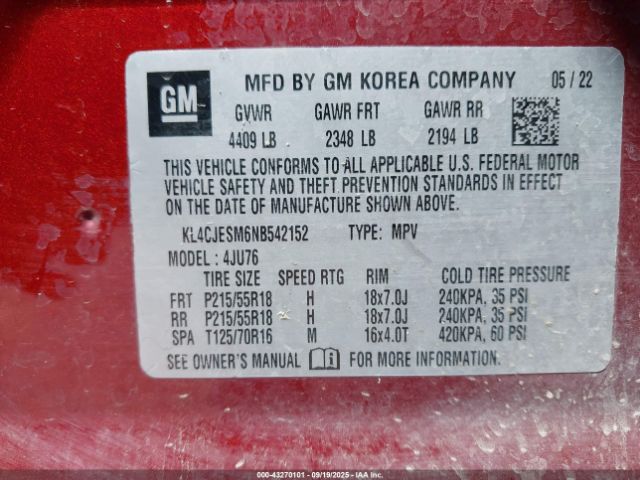 GM
MFD BY GM KOREA COMPANY 05 / 22
GVWR GAWR FRT GAWR RR
4409 LB 2348 LB 2194 LB
THIS VEHICLE CONFORMS TO ALL APPLICABLE U.S. FEDERAL MOTOR
VEHICLE SAFETY AND THEFT PREVENTION STANDARDS IN EFFECT
ON THE DATE OF MANUFACTURE SHOWN ABOVE.
KL4CJESM6NB542152 TYPE: MPV
MODEL: 4JU76
TIRE SIZE SPEED RTG RIM COLD TIRE PRESSURE
FRT P215/55R18 H 18x7.0J 240KPA, 35 PSI
RR P215/55R18 H 18x7.0J 240KPA, 35 PSI
SPA T125/70R16 M 16x4.0T 420KPA, 60 PSI
SEE OWNER'S MANUAL FOR MORE INFORMATION.
000-43270101 - 09/19/2025 - IAAI.COM